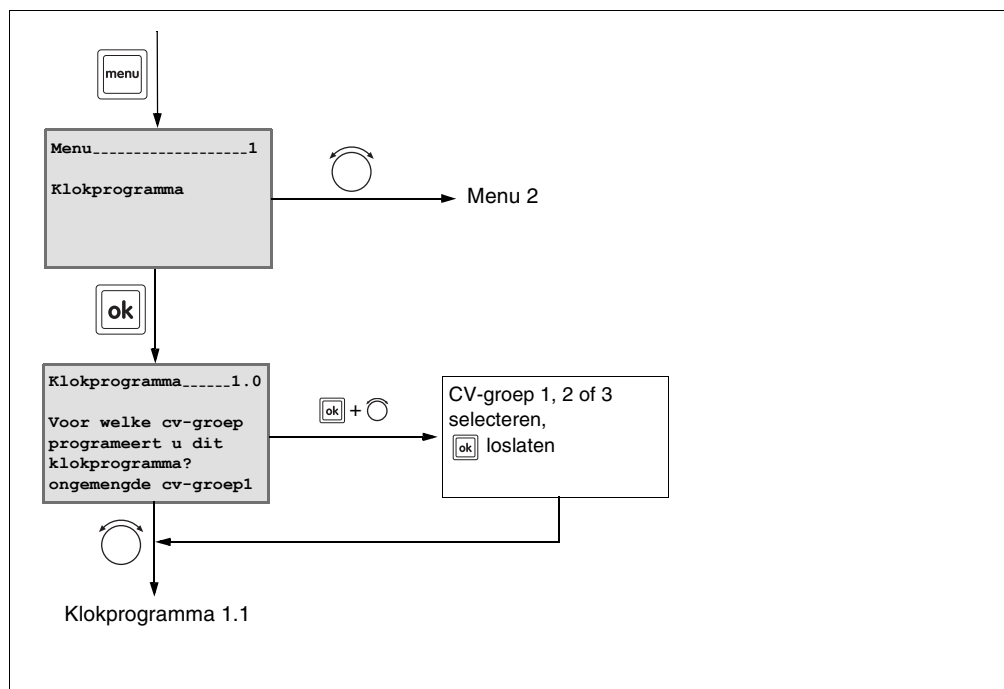 menu
Menu___________________1
Klokprogramma
Menu 2
ok
Klokprogramma______1.0
Voor welke cv-groep
programeert u dit
klokprogramma?
ongemengde cv-groep1
ok +
CV-groep 1, 2 of 3
selecteren,
ok loslaten
Klokprogramma 1.1